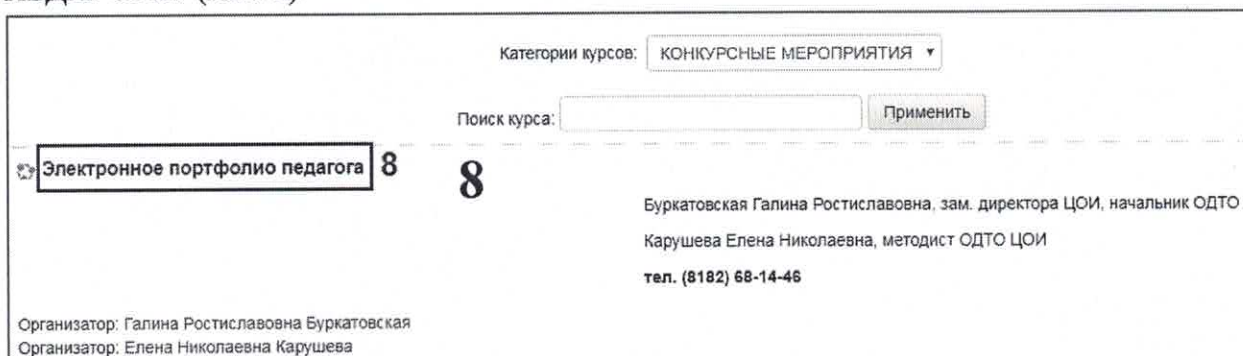 Категории курсов: КОНКУРСНЫЕ МЕРОПРИЯТИЯ
Поиск курса: Применить
Электронное портфолио педагога 8 8
Буркатовская Галина Ростиславовна, зам. директора ЦОИ, начальник ОДТО
Карушева Елена Николаевна, методист ОДТО ЦОИ
тел. (8182) 68-14-46
Организатор: Галина Ростиславовна Буркатовская
Организатор: Елена Николаевна Карушева